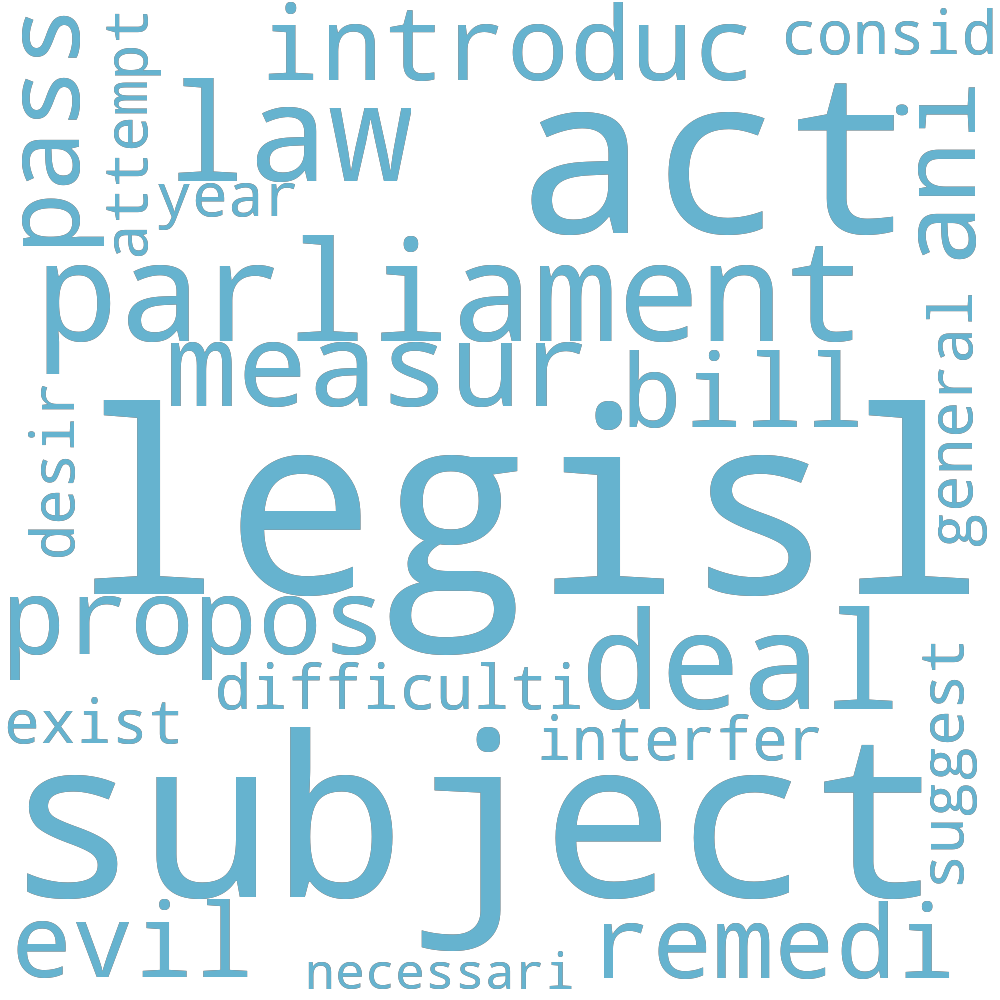 pass
attempt
introduc
consid
law
act
ani
year
parliament
measur
bill
general
desir
legisl
propos
deal
difficulti
suggest
exist
interfer
subject
evil
remedi
necessari